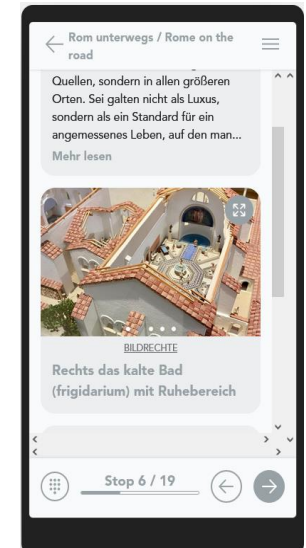 Rom unterwegs / Rome on the
road
Quellen, sondern in allen größeren
Orten. Sei galten nicht als Luxus,
sondern als ein Standard für ein
angemessenes Leben, auf den man...
Mehr lesen
BILDRECHTE
Rechts das kalte Bad
(frigidarium) mit Ruhebereich
Stop 6 / 19